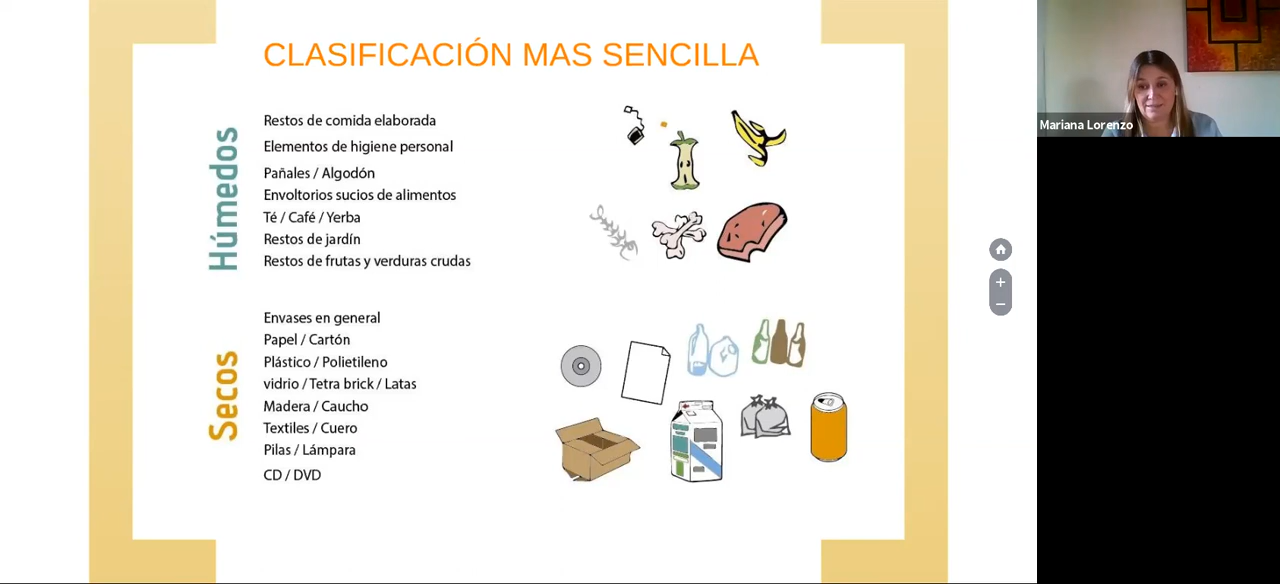 CLASIFICACIÓN MAS SENCILLA
Húmedos
Restos de comida elaborada
Elementos de higiene personal
Pañales / Algodón
Envoltorios sucios de alimentos
Té / Café / Yerba
Restos de jardín
Restos de frutas y verduras crudas
Secos
Envases en general
Papel / Cartón
Plástico / Polietileno
vidrio / Tetra brick / Latas
Madera / Caucho
Textiles / Cuero
Pilas / Lámpara
CD / DVD
Mariana Lorenzo